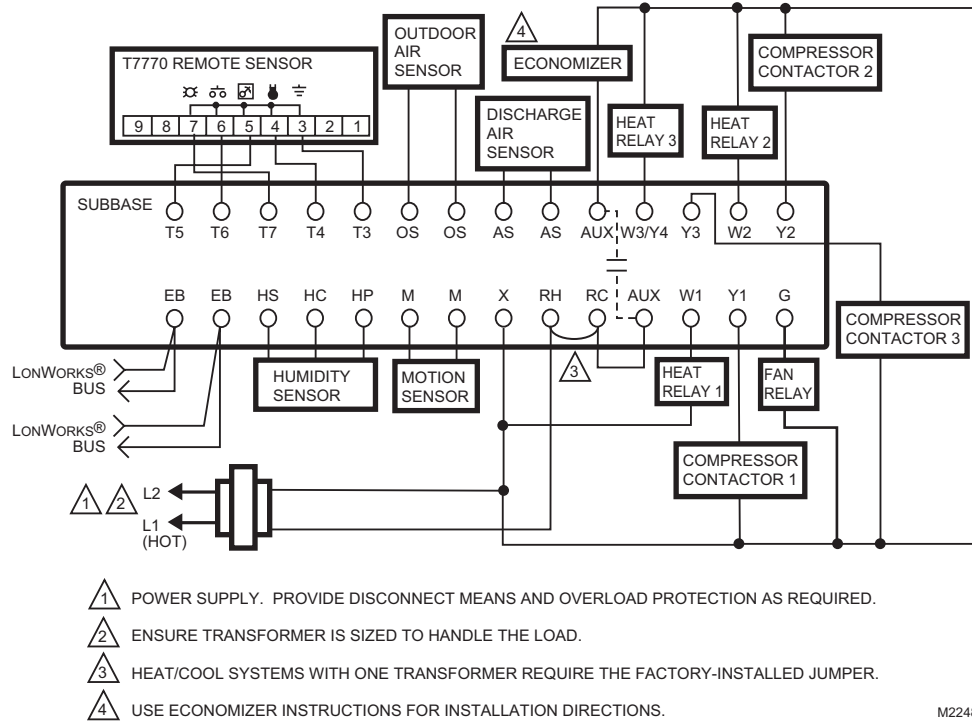 T7770 REMOTE SENSOR
9 8 7 6 5 4 3 2 1
OUTDOOR
AIR
SENSOR
4
ECONOMIZER
DISCHARGE
AIR
SENSOR
HEAT
RELAY 3
HEAT
RELAY 2
COMPRESSOR
CONTACTOR 2
SUBBASE
T5 T6 T7 T4 T3 OS OS AS AS AUX W3/Y4 Y3 W2 Y2
EB EB HS HC HP M M X RH RC AUX W1 Y1 G
COMPRESSOR
CONTACTOR 3
LONWORKS®
BUS
LONWORKS®
BUS
HUMIDITY
SENSOR
MOTION
SENSOR
3
HEAT
RELAY 1
FAN
RELAY
COMPRESSOR
CONTACTOR 1
1 2 L2
L1
(HOT)
1 POWER SUPPLY. PROVIDE DISCONNECT MEANS AND OVERLOAD PROTECTION AS REQUIRED.
2 ENSURE TRANSFORMER IS SIZED TO HANDLE THE LOAD.
3 HEAT/COOL SYSTEMS WITH ONE TRANSFORMER REQUIRE THE FACTORY-INSTALLED JUMPER.
4 USE ECONOMIZER INSTRUCTIONS FOR INSTALLATION DIRECTIONS.